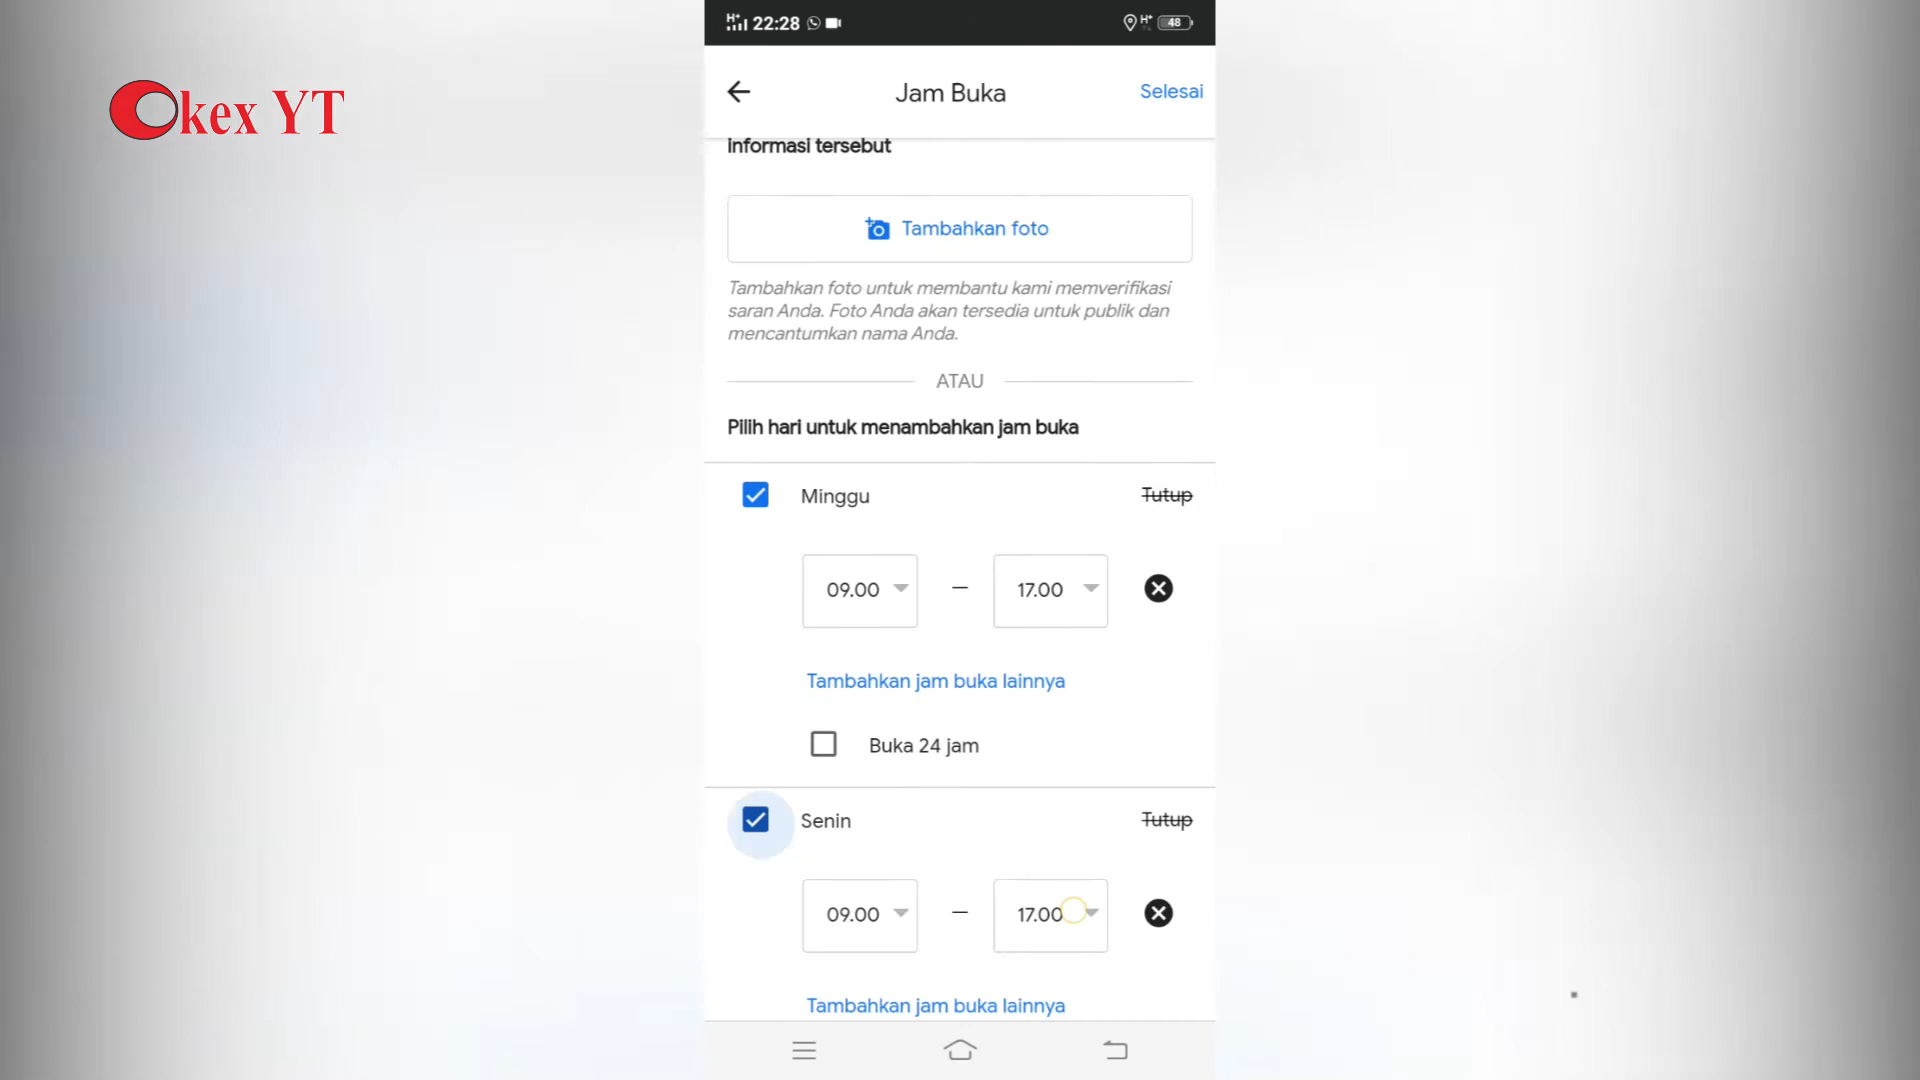 Okex YT
H+ 22:28
H+ 48
Jam Buka
Selesai
informasi tersebut
Tambahkan foto
Tambahkan foto untuk membantu kami memverifikasi
saran Anda. Foto Anda akan tersedia untuk publik dan
mencantumkan nama Anda.
ATAU
Pilih hari untuk menambahkan jam buka
Minggu
Tutup
09.00 — 17.00
Tambahkan jam buka lainnya
Buka 24 jam
Senin
Tutup
09.00 — 17.00
Tambahkan jam buka lainnya